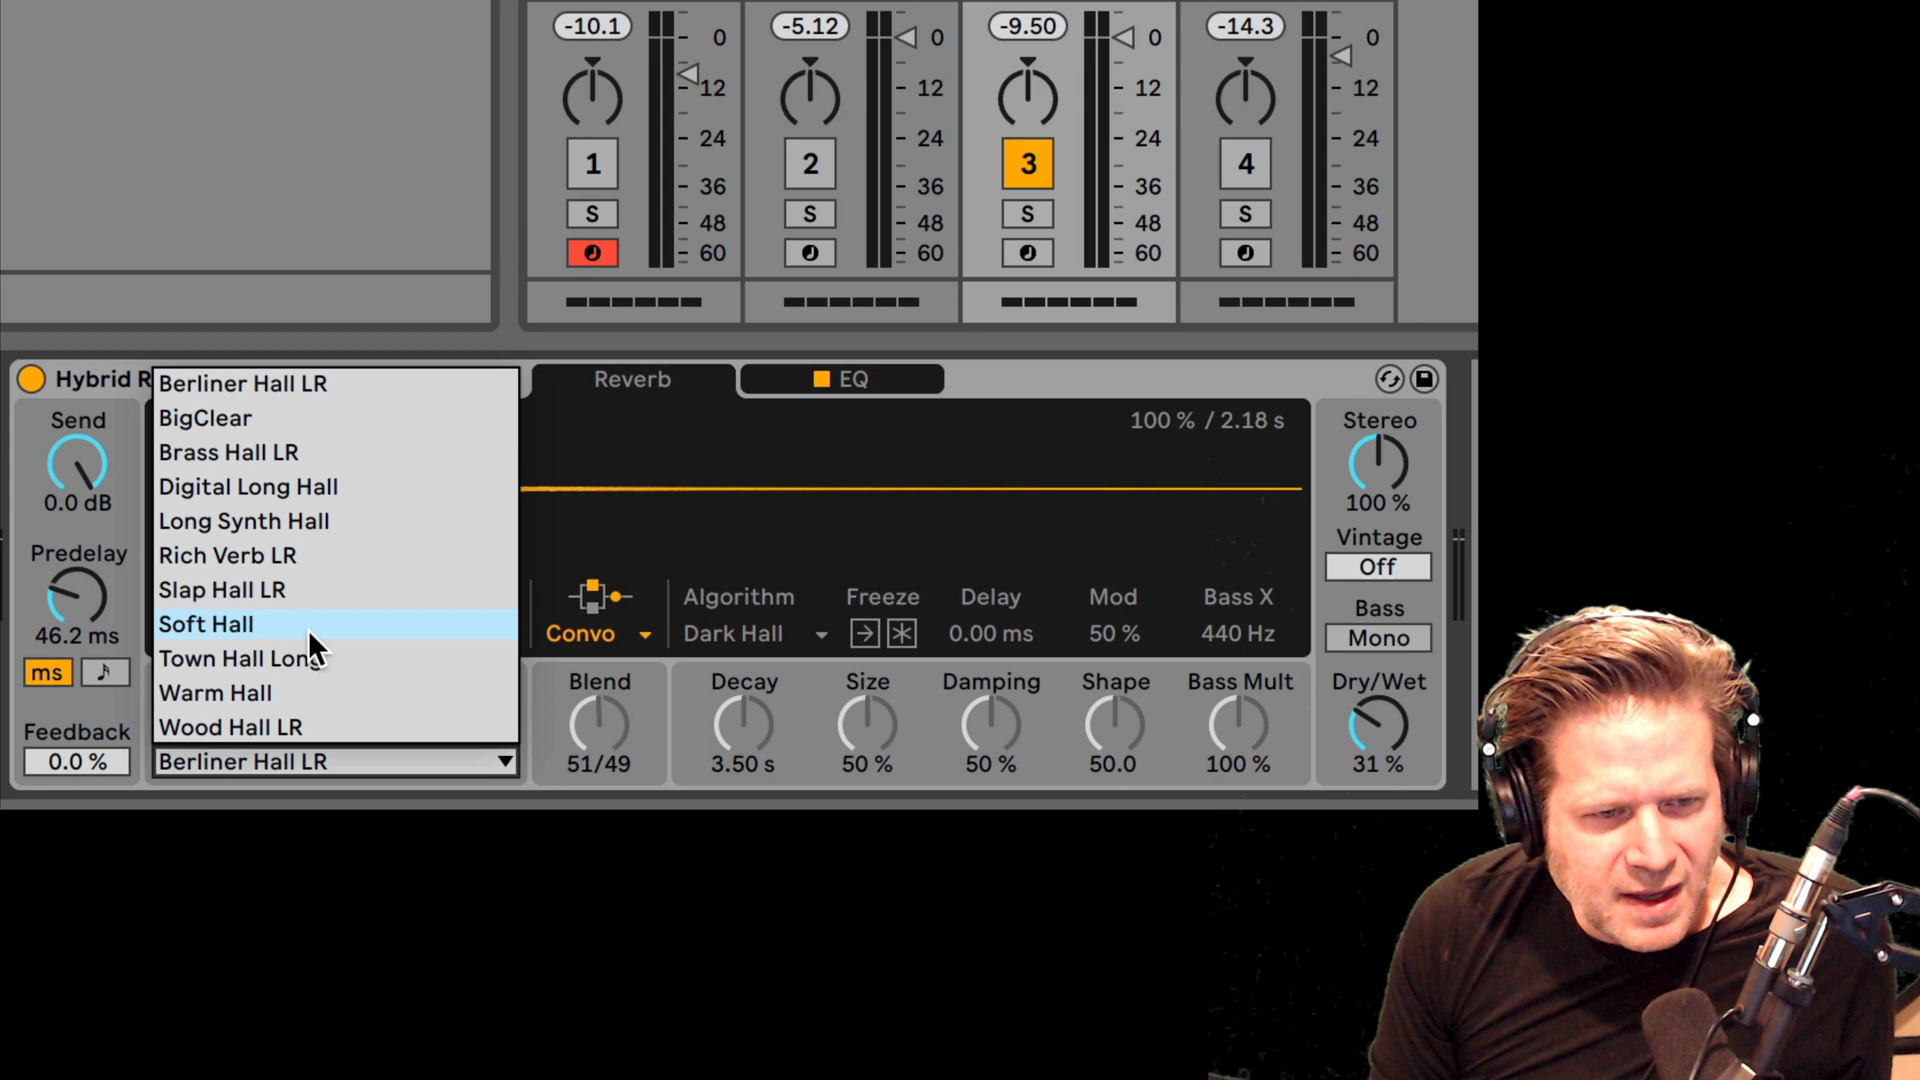 -10.1
-5.12
-9.50
-14.3
0
12
24
36
48
60
0
12
24
36
48
60
0
12
24
36
48
60
0
12
24
36
48
60
1
2
3
4
S
S
S
S
Hybrid R
Reverb
EQ
Send
0.0 dB
Predelay
46.2 ms
ms
Feedback
0.0 %
Berliner Hall LR
BigClear
Brass Hall LR
Digital Long Hall
Long Synth Hall
Rich Verb LR
Slap Hall LR
Soft Hall
Town Hall Long
Warm Hall
Wood Hall LR
Berliner Hall LR
100 % / 2.18 s
Convo
Algorithm
Dark Hall
Freeze
Delay
0.00 ms
Mod
50 %
Bass X
440 Hz
Blend
51/49
Decay
3.50 s
Size
50 %
Damping
50 %
Shape
50.0
Bass Mult
100 %
Stereo
100 %
Vintage
Off
Bass
Mono
Dry/Wet
31 %